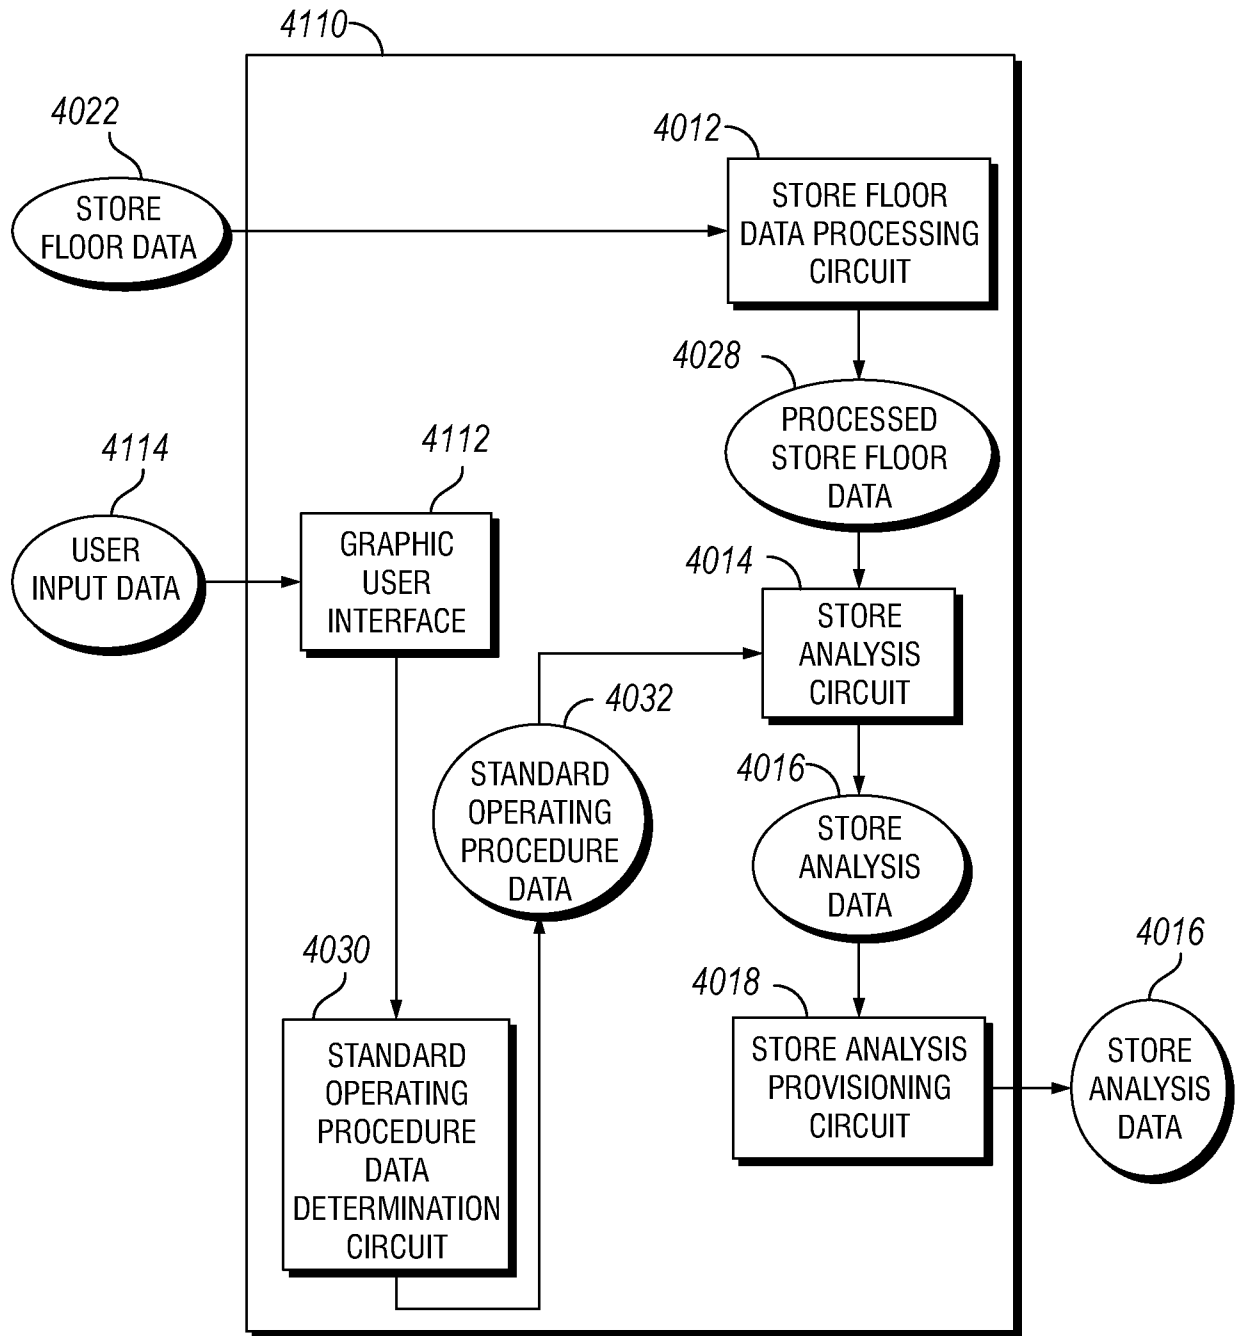 4110
4022
STORE
FLOOR DATA
4012
STORE FLOOR
DATA PROCESSING
CIRCUIT
4028
PROCESSED
STORE FLOOR
DATA
4114
USER
INPUT DATA
4112
GRAPHIC
USER
INTERFACE
4014
STORE
ANALYSIS
CIRCUIT
4032
STANDARD
OPERATING
PROCEDURE
DATA
4016
STORE
ANALYSIS
DATA
4030
STANDARD
OPERATING
PROCEDURE
DATA
DETERMINATION
CIRCUIT
4018
STORE ANALYSIS
PROVISIONING
CIRCUIT
4016
STORE
ANALYSIS
DATA